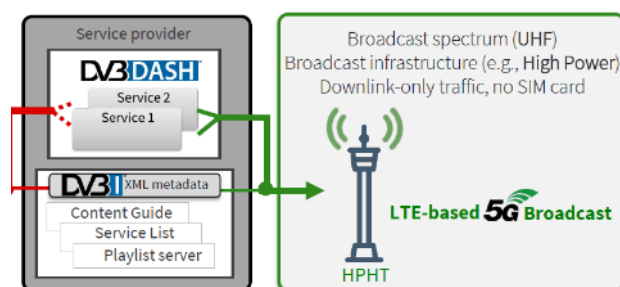 Service provider
DVB DASH
Service 2
Service 1
DVB I XML metadata
Content Guide
Service List
Playlist server
Broadcast spectrum (UHF)
Broadcast infrastructure (e.g., High Power)
Downlink-only traffic, no SIM card
LTE-based 5G Broadcast
HPHT